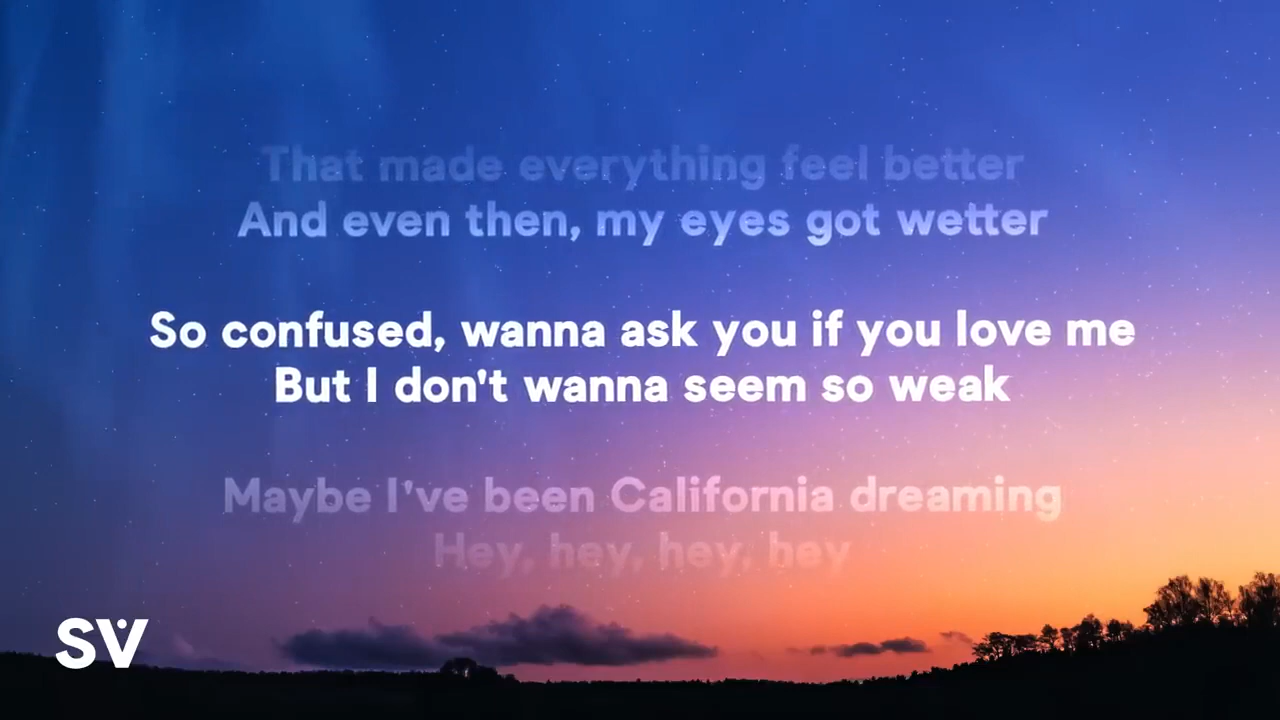 That made everything feel better
And even then, my eyes got wetter
So confused, wanna ask you if you love me
But I don't wanna seem so weak
Maybe I've been California dreaming
Hey, hey, hey, hey
SV